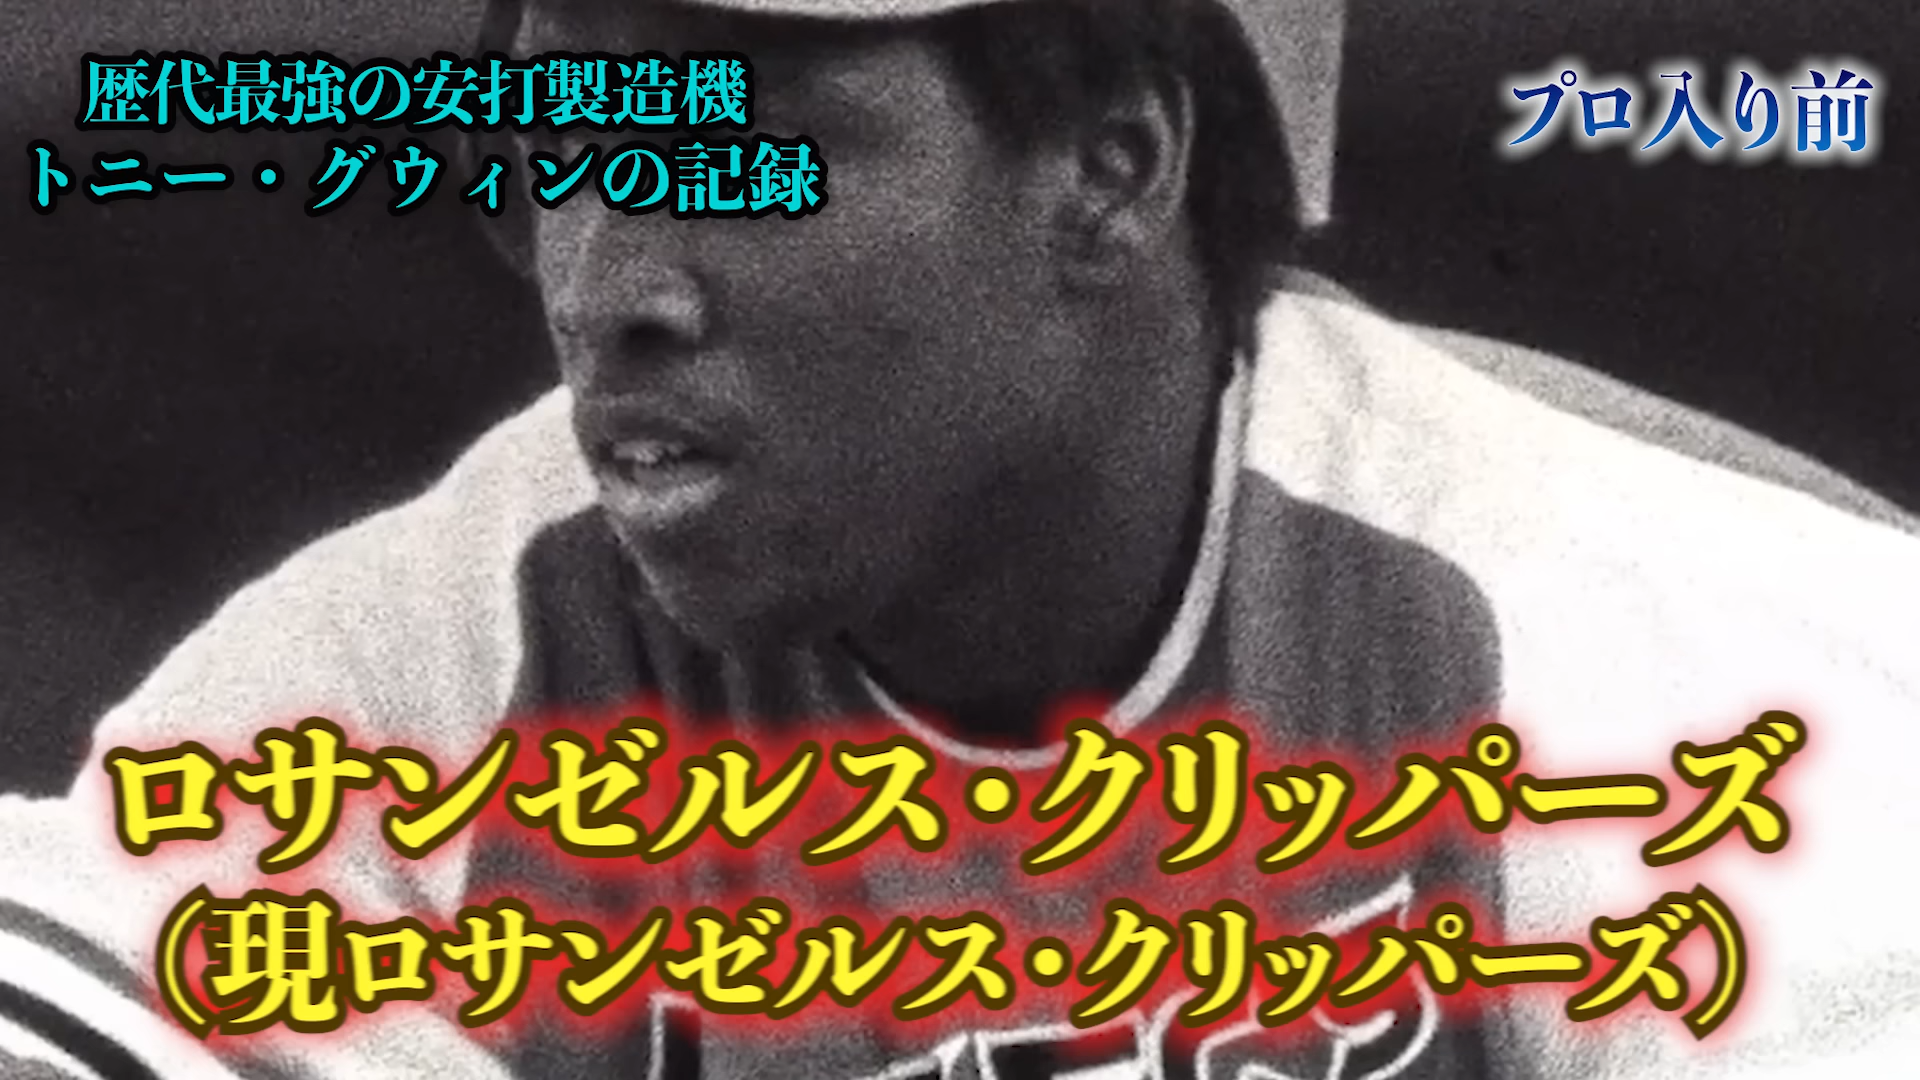 歴代最強の安打製造機
トニー・グウィンの記録
プロ入り前
ロサンゼルス・クリッパーズ
（現ロサンゼルス・クリッパーズ）